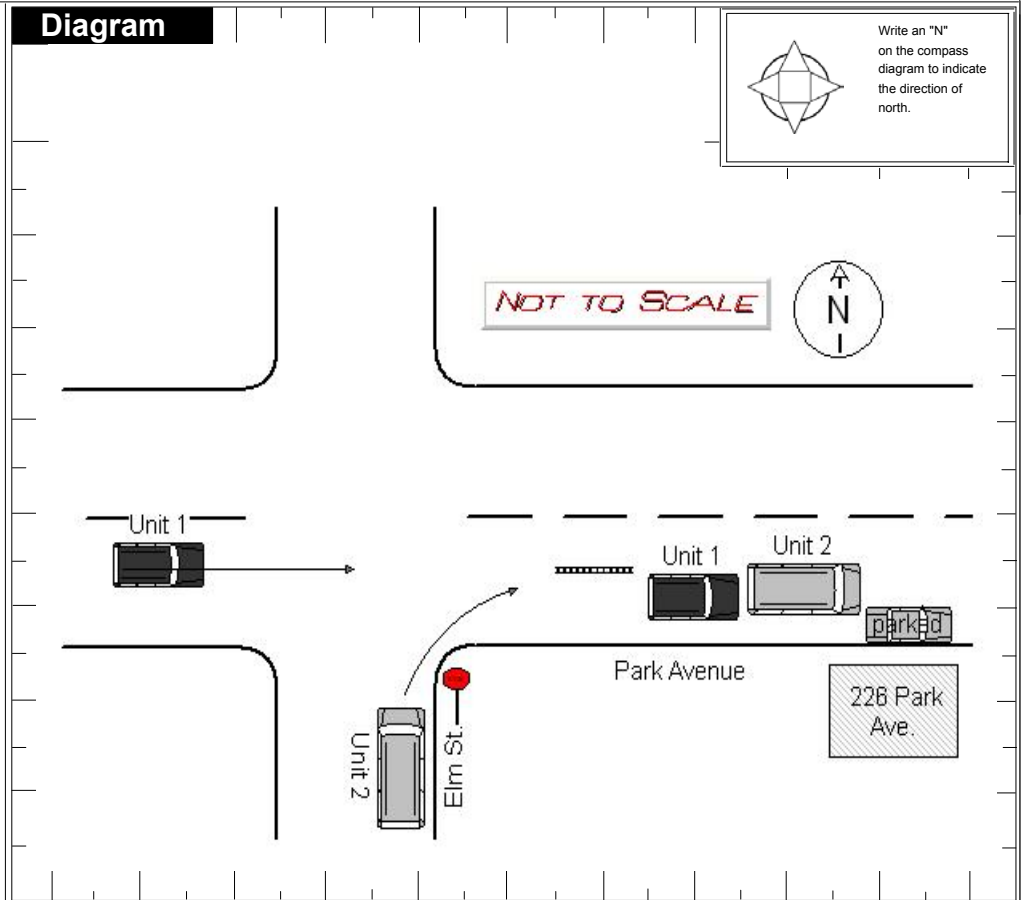 Diagram
Write an "N"
on the compass
diagram to indicate
the direction of
north.
NOT TO SCALE
N
Unit 1
Unit 1
Unit 2
parked
Park Avenue
226 Park
Ave.
Unit 2
Elm St.